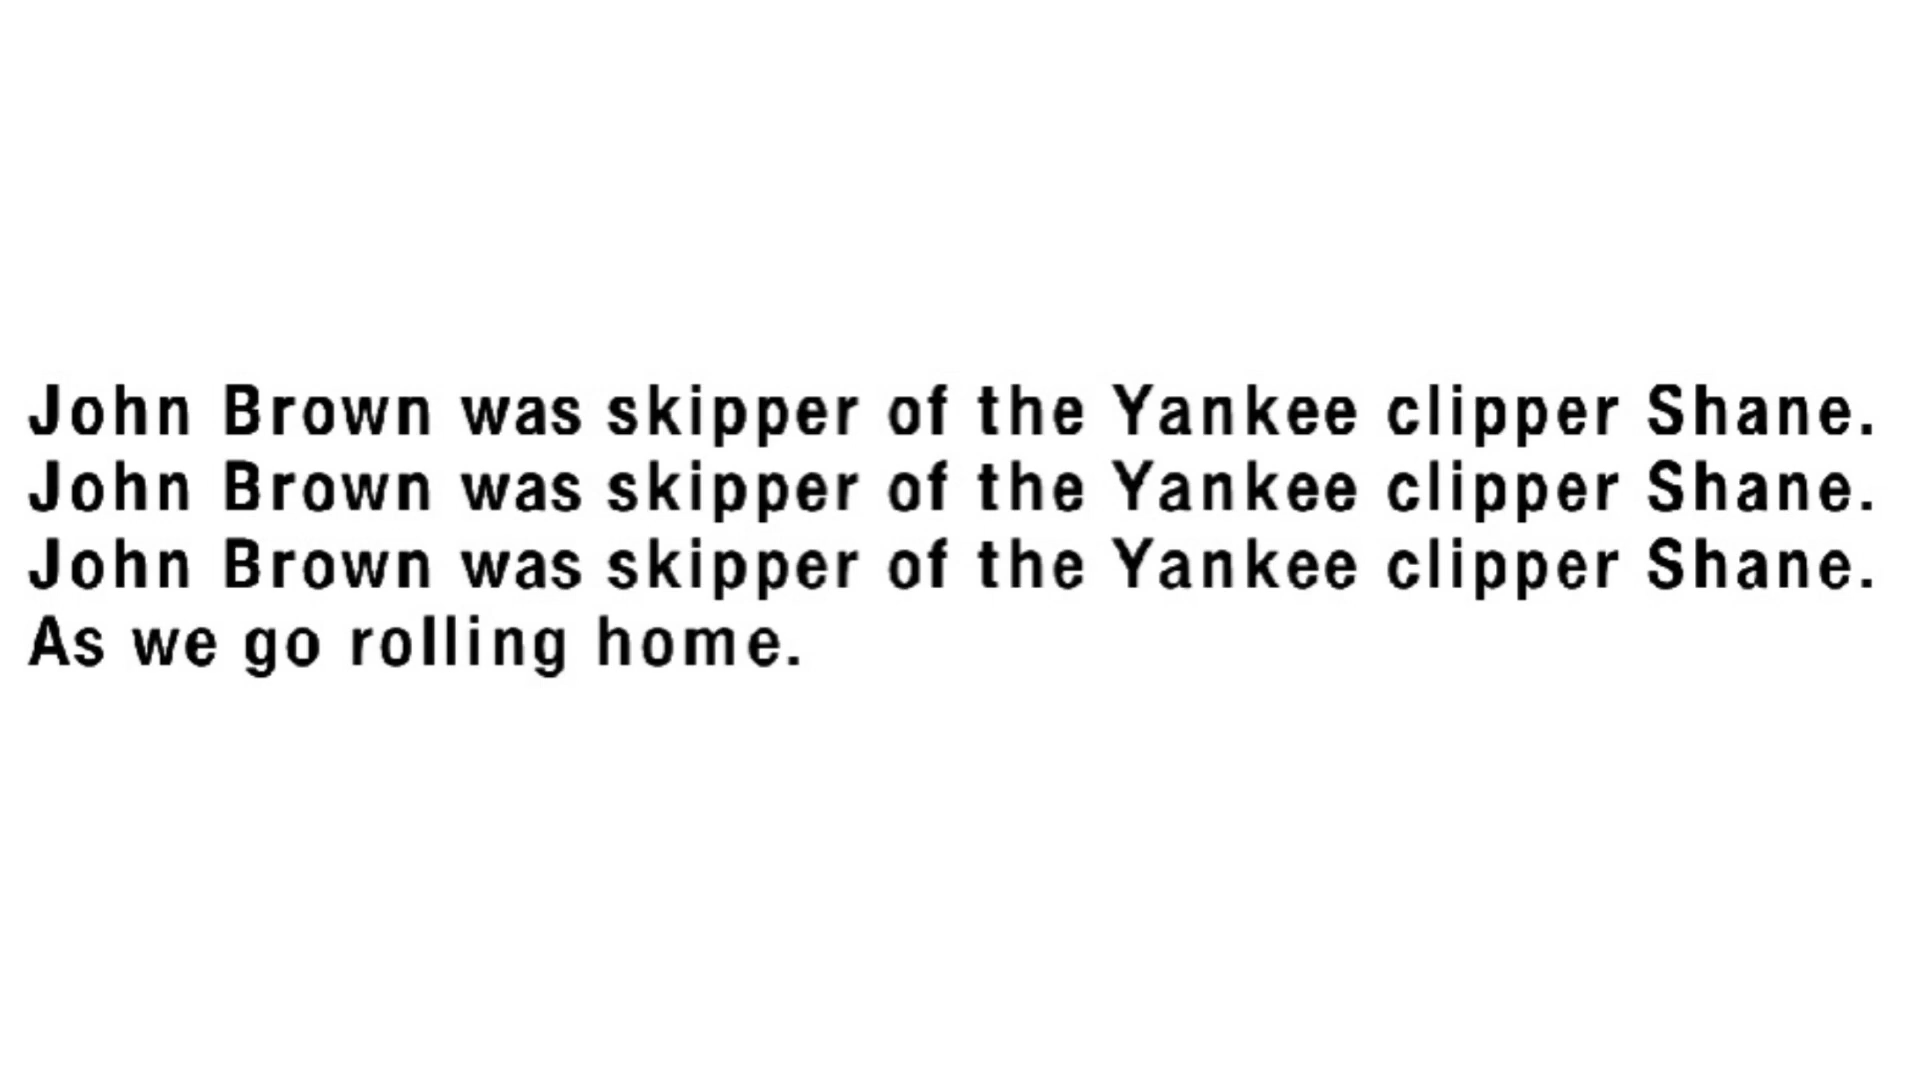 John Brown was skipper of the Yankee clipper Shane.
John Brown was skipper of the Yankee clipper Shane.
John Brown was skipper of the Yankee clipper Shane.
As we go rolling home.